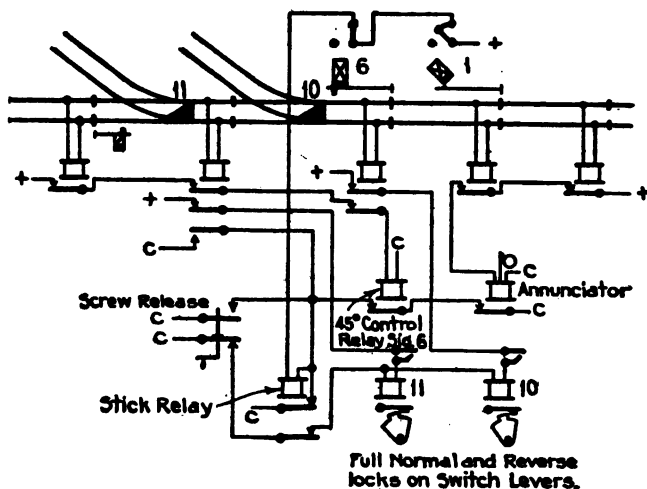 6 1
11 10
+
+ + +
+
C C C
Annunciator
Screw Release
C
C
C
45° Control
Relay Sig. 6
11 10
Stick Relay
C
Full Normal and Reverse
locks on Switch Levers.